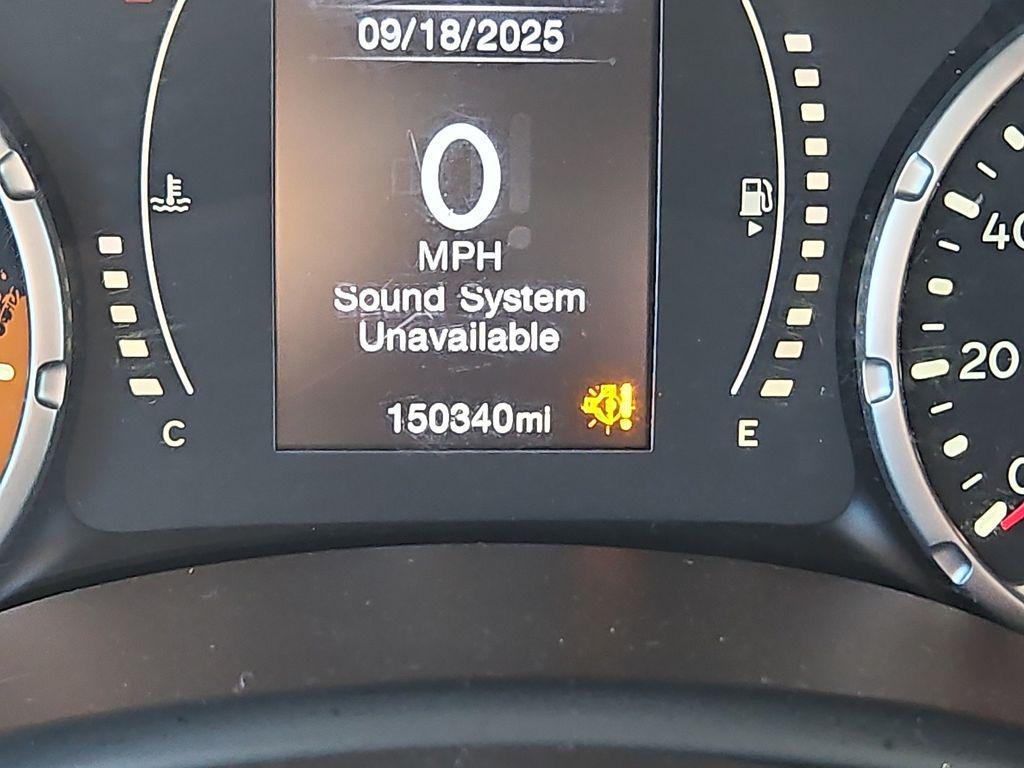 09/18/2025
0
MPH
Sound System
Unavailable
150340mi
C
E
40
20
0